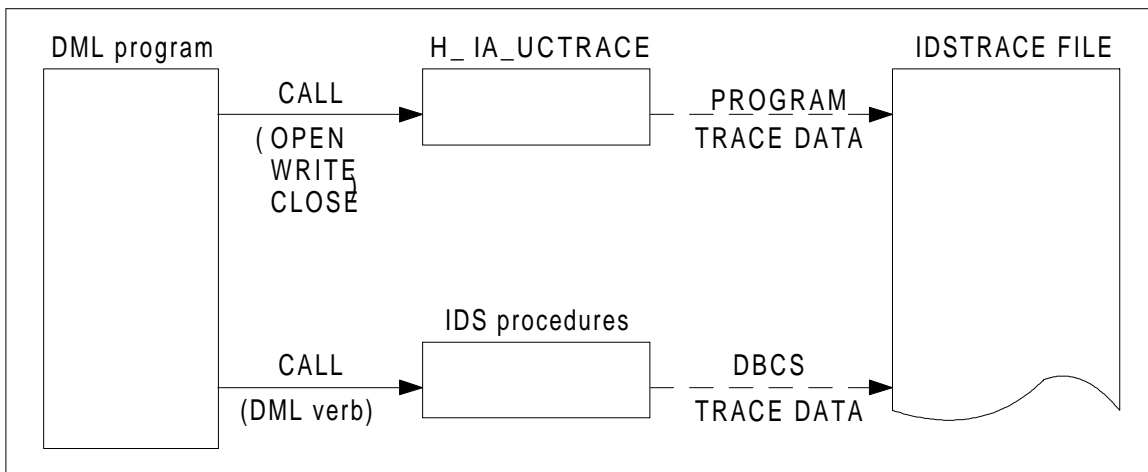 DML program
H_ IA_UCTRACE
IDSTRACE FILE
CALL
( OPEN
WRITE
CLOSE )
PROGRAM
TRACE DATA
IDS procedures
CALL
(DML verb)
DBCS
TRACE DATA